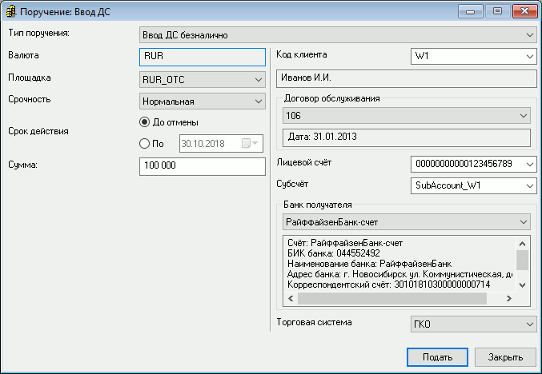 Поручение: Ввод ДС
Тип поручения: Ввод ДС безналично
Валюта RUR
Площадка RUR_OTC
Срочность Нормальная
Срок действия До отмены
По 30.10.2018
Сумма: 100 000
Код клиента W1
Иванов И.И.
Договор обслуживания
106
Дата: 31.01.2013
Лицевой счёт 00000000000123456789
Субсчёт SubAccount_W1
Банк получателя
РайффайзенБанк-счет
Счёт: РайффайзенБанк-счет
БИК банка: 044552492
Наименование банка: РайффайзенБанк
Адрес банка: г. Новосибирск ул. Коммунистическая, д
Корреспондентский счёт: 30101810300000000714
Торговая система ГКО
Подать Закрыть